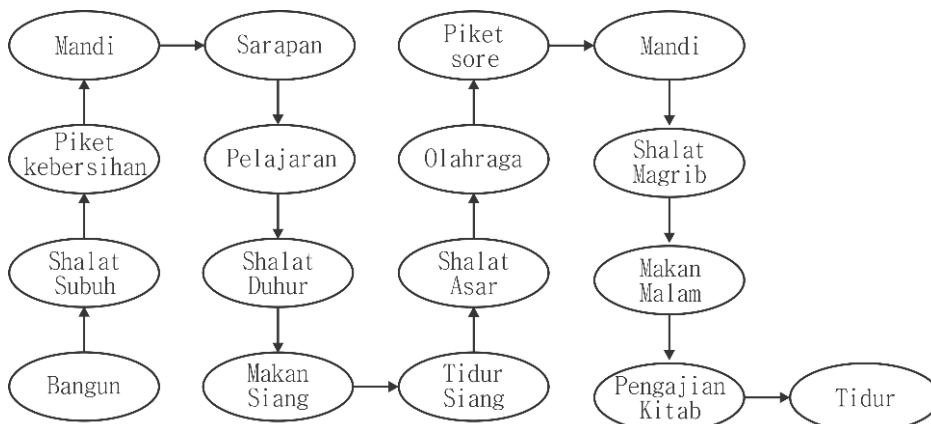 Bangun
Shalat
Subuh
Piket
kebersihan
Mandi
Sarapan
Pelajaran
Shalat
Duhur
Makan
Siang
Tidur
Siang
Shalat
Asar
Olahraga
Piket
sore
Mandi
Shalat
Magrib
Makan
Malam
Pengajian
Kitab
Tidur